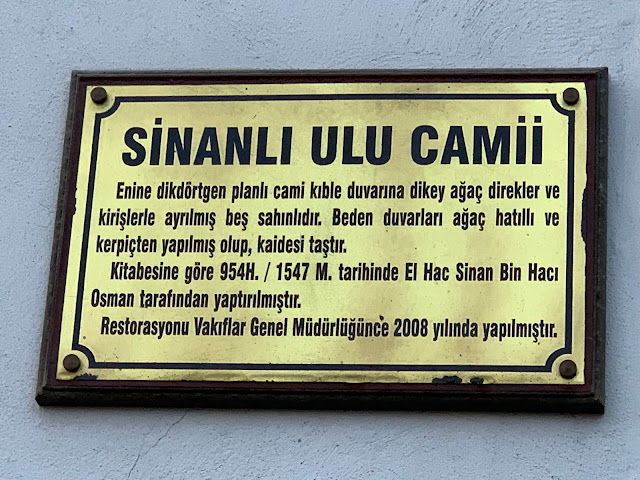 SİNANLI ULU CAMİİ
Enine dikdörtgen planlı cami kıble duvarına dikey ağaç direkler ve
kirişlerle ayrılmış beş sahınlıdır. Beden duvarları ağaç hatıllı ve
kerpiçten yapılmış olup, kaidesi taştır.
Kitabesine göre 954H. / 1547 M. tarihinde El Hac Sinan Bin Hacı
Osman tarafından yaptırılmıştır.
Restorasyonu Vakıflar Genel Müdürlüğünce 2008 yılında yapılmıştır.